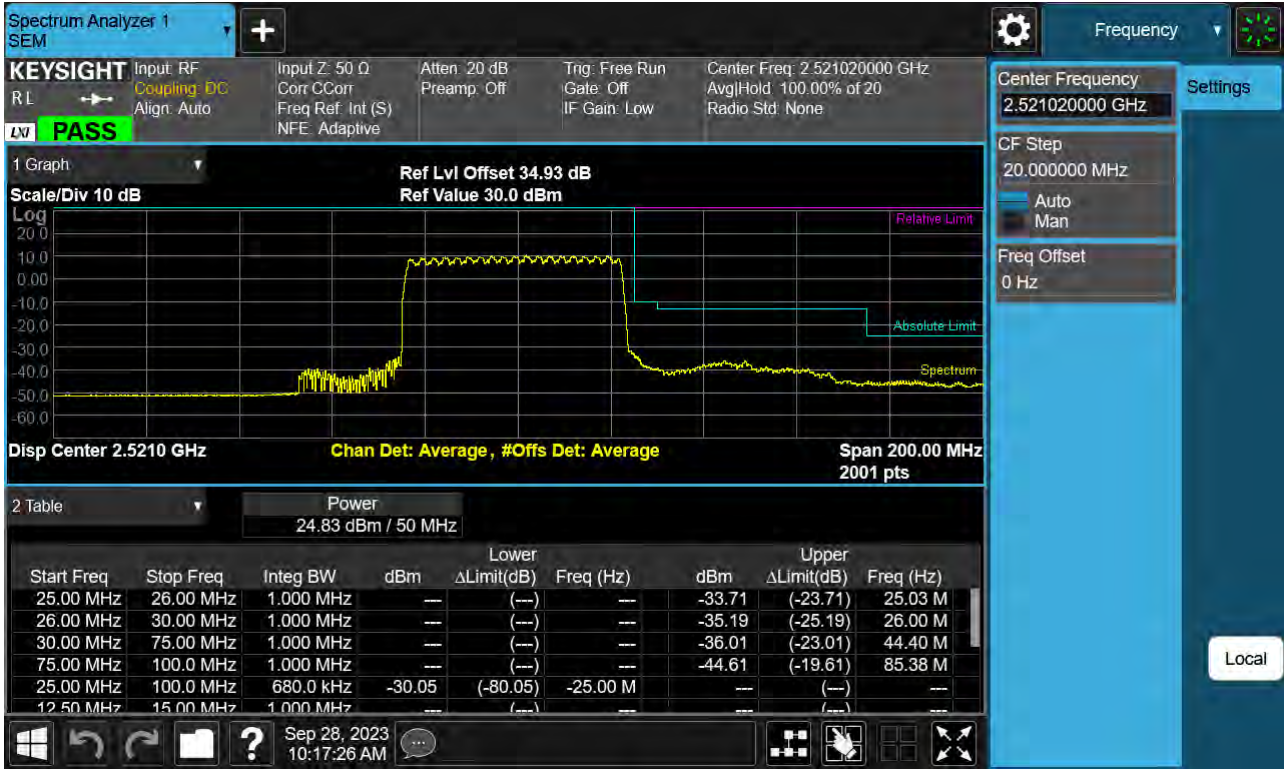 Spectrum Analyzer 1
SEM
Frequency
KEYSIGHT
RL
LXI
PASS
Input: RF
Coupling: DC
Align: Auto
Input Z: 50 Ω
Corr CCorr
Freq Ref: Int (S)
NFE: Adaptive
Atten: 20 dB
Preamp: Off
Trig: Free Run
Gate: Off
IF Gain: Low
Center Freq: 2.521020000 GHz
Avg|Hold: 100.00% of 20
Radio Std: None
Center Frequency
2.521020000 GHz
Settings
CF Step
20.000000 MHz
Auto
Man
Freq Offset
0 Hz
Local
1 Graph
Scale/Div 10 dB
Ref Lvl Offset 34.93 dB
Ref Value 30.0 dBm
Log
20.0
10.0
0.00
-10.0
-20.0
-30.0
-40.0
-50.0
-60.0
Relative Limit
Absolute Limit
Spectrum
Disp Center 2.5210 GHz
Chan Det: Average , #Offs Det: Average
Span 200.00 MHz
2001 pts
2 Table
Power
24.83 dBm / 50 MHz
Lower Upper
Start Freq Stop Freq Integ BW dBm ΔLimit(dB) Freq (Hz) dBm ΔLimit(dB) Freq (Hz)
25.00 MHz 26.00 MHz 1.000 MHz --- (---) --- -33.71 (-23.71) 25.03 M
26.00 MHz 30.00 MHz 1.000 MHz --- (---) --- -35.19 (-25.19) 26.00 M
30.00 MHz 75.00 MHz 1.000 MHz --- (---) --- -36.01 (-23.01) 44.40 M
75.00 MHz 100.0 MHz 1.000 MHz --- (---) --- -44.61 (-19.61) 85.38 M
25.00 MHz 100.0 MHz 680.0 kHz -30.05 (-80.05) -25.00 M --- (---) ---
12.50 MHz 15.00 MHz 1.000 MHz --- (---) --- --- (---) ---
Sep 28, 2023
10:17:26 AM